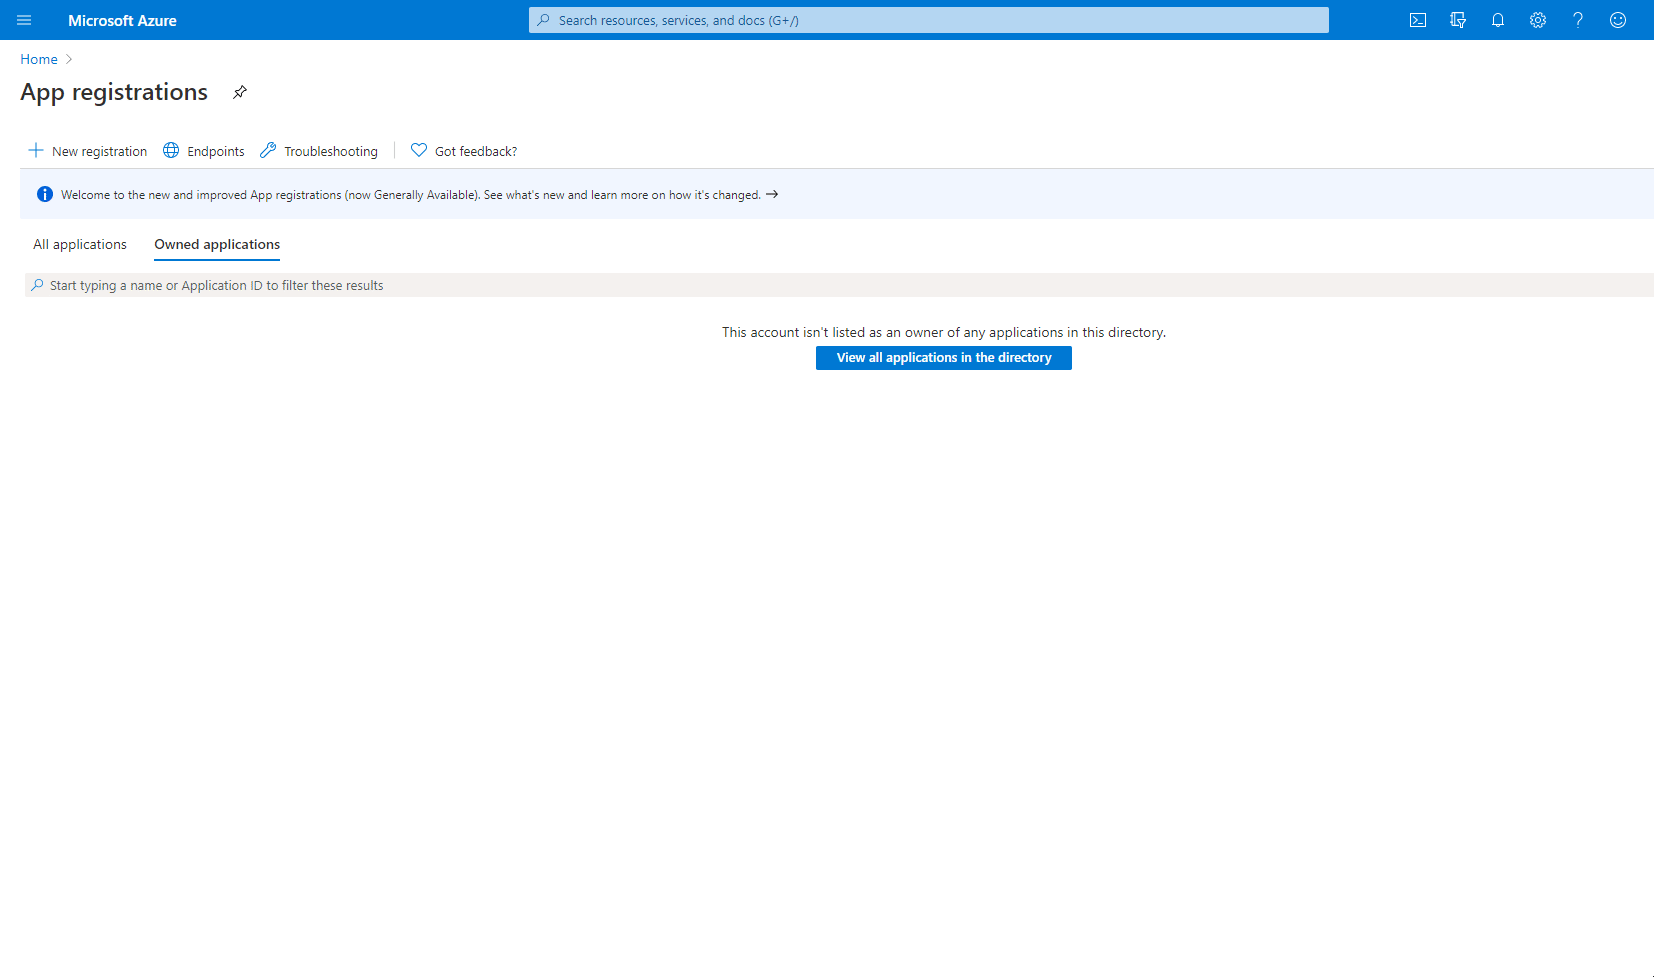 Microsoft Azure
Search resources, services, and docs (G+/)
Home
App registrations
New registration
Endpoints
Troubleshooting
Got feedback?
Welcome to the new and improved App registrations (now Generally Available). See what's new and learn more on how it's changed. →
All applications
Owned applications
Start typing a name or Application ID to filter these results
This account isn't listed as an owner of any applications in this directory.
View all applications in the directory